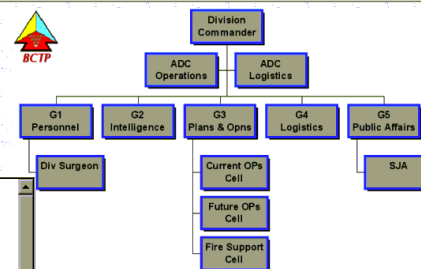 Division
Commander
BCTP
ADC
Operations
ADC
Logistics
G1
Personnel
G2
Intelligence
G3
Plans & Opns
G4
Logistics
G5
Public Affairs
Div Surgeon
Current OPs
Cell
SJA
Future OPs
Cell
Fire Support
Cell